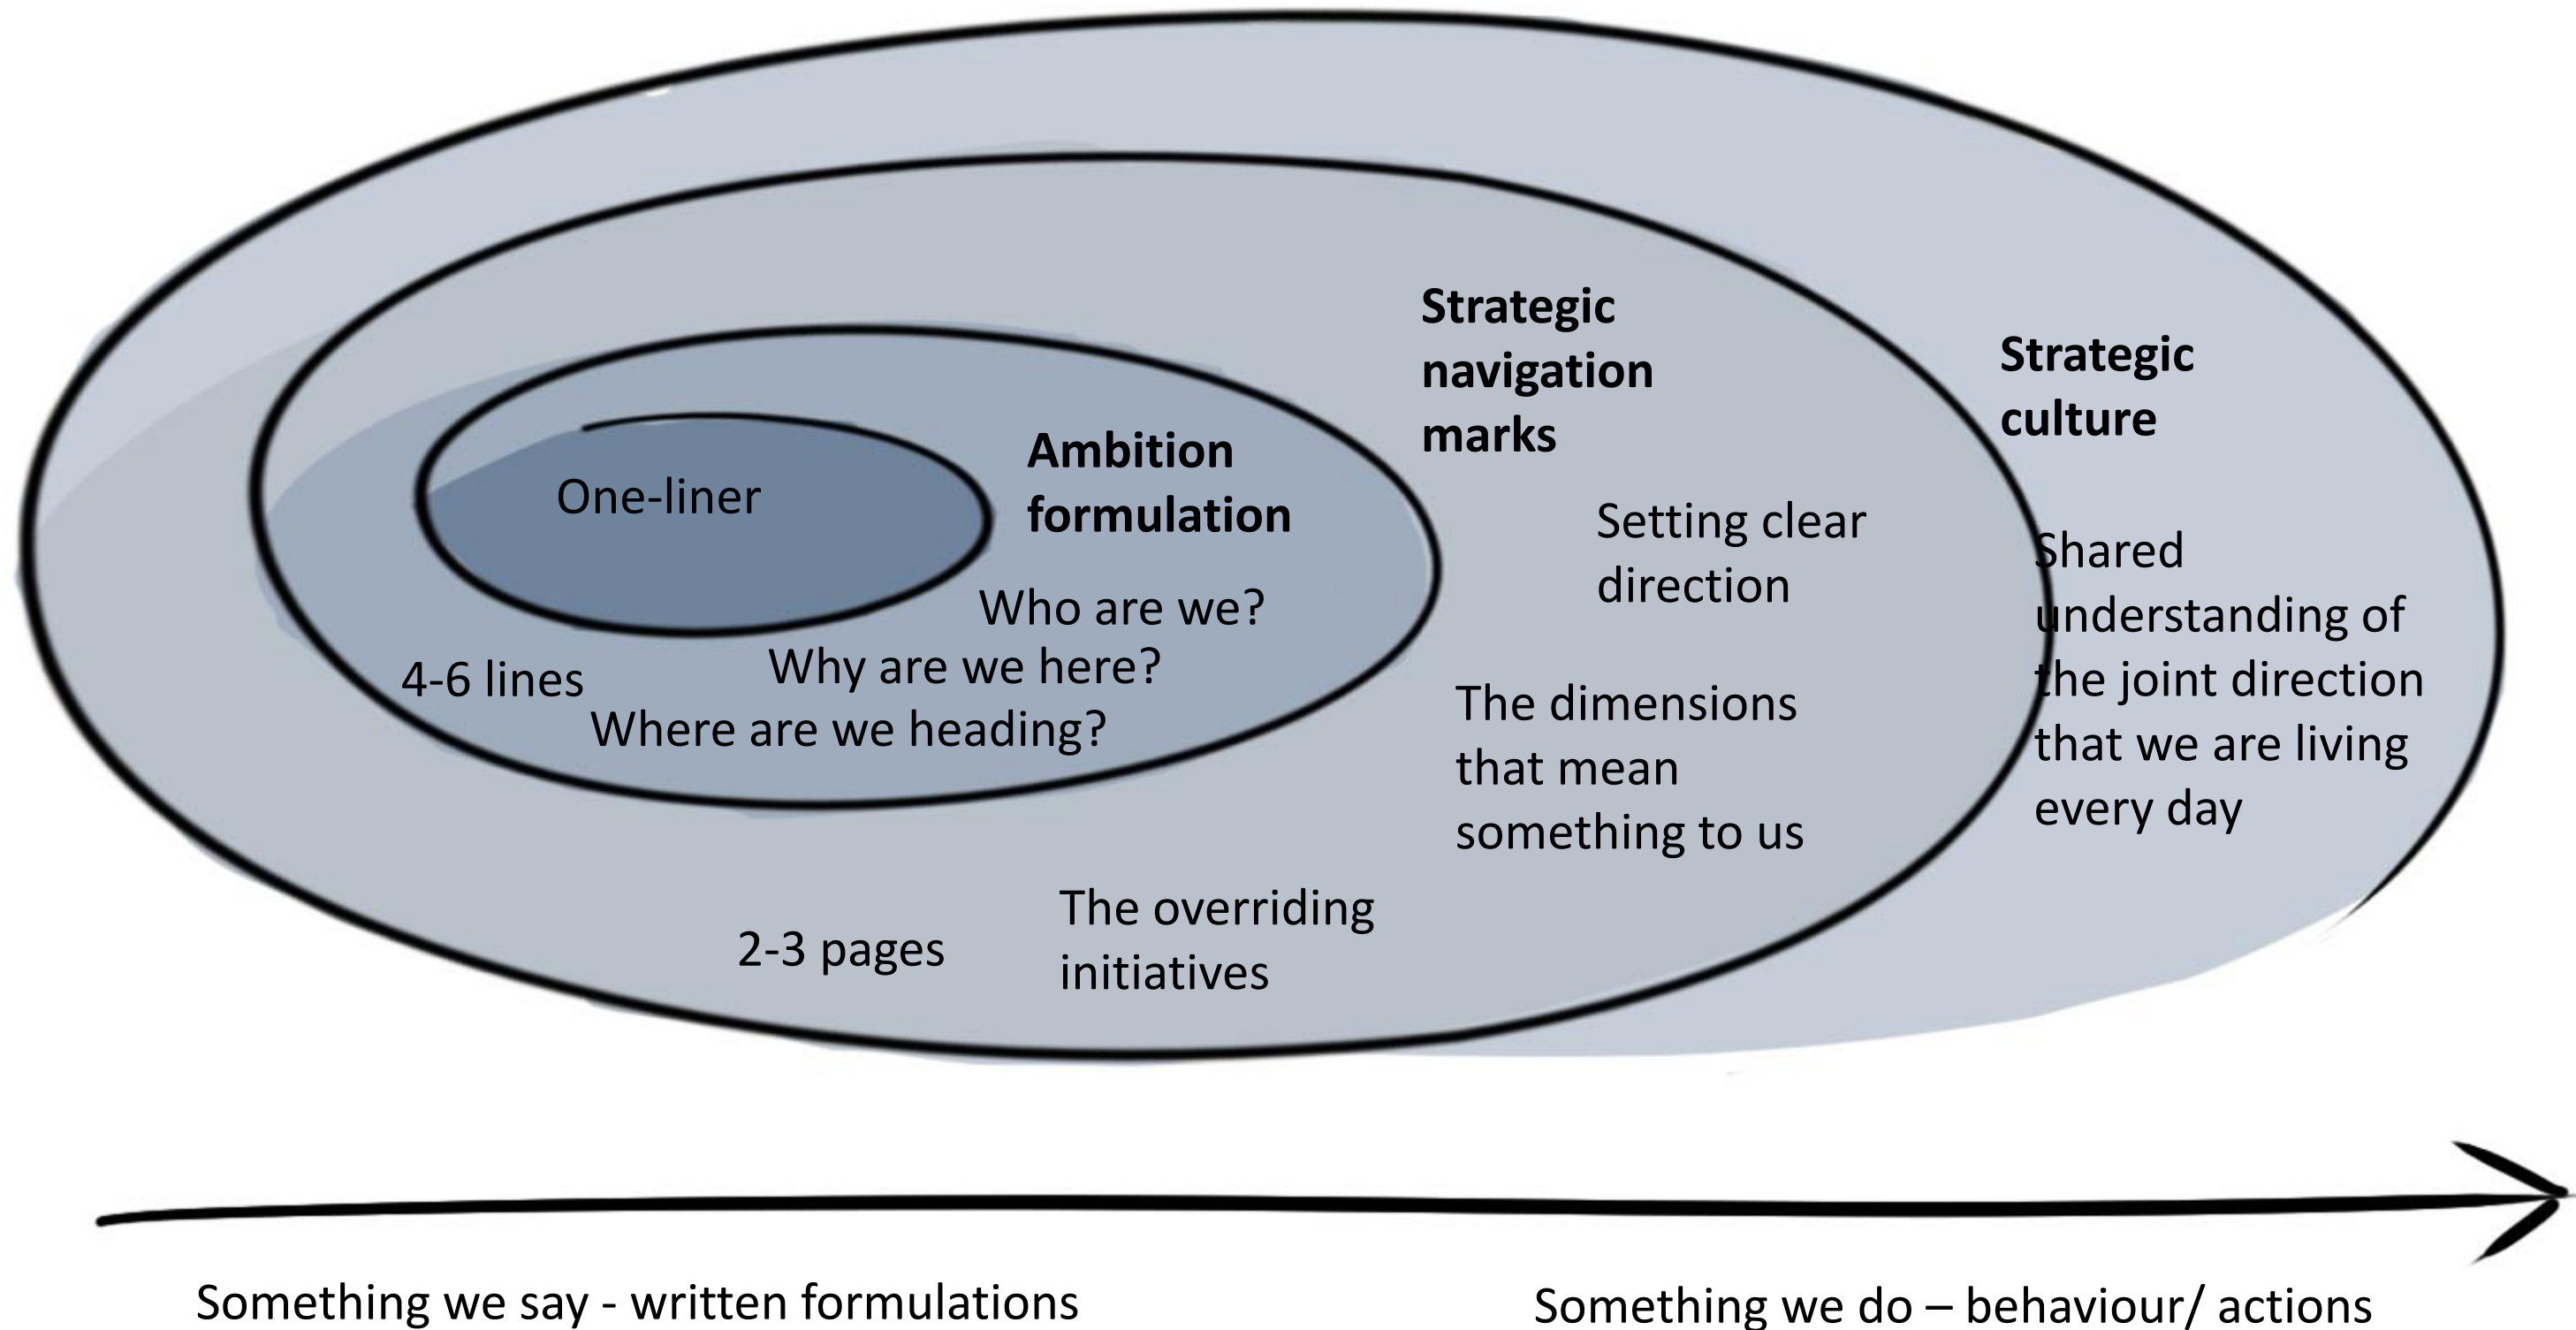 One-liner
Ambition
formulation
Who are we?
Why are we here?
Where are we heading?
4-6 lines
Strategic
navigation
marks
Setting clear
direction
The dimensions
that mean
something to us
The overriding
initiatives
2-3 pages
Strategic
culture
Shared
understanding of
the joint direction
that we are living
every day
Something we say - written formulations
Something we do – behaviour/ actions